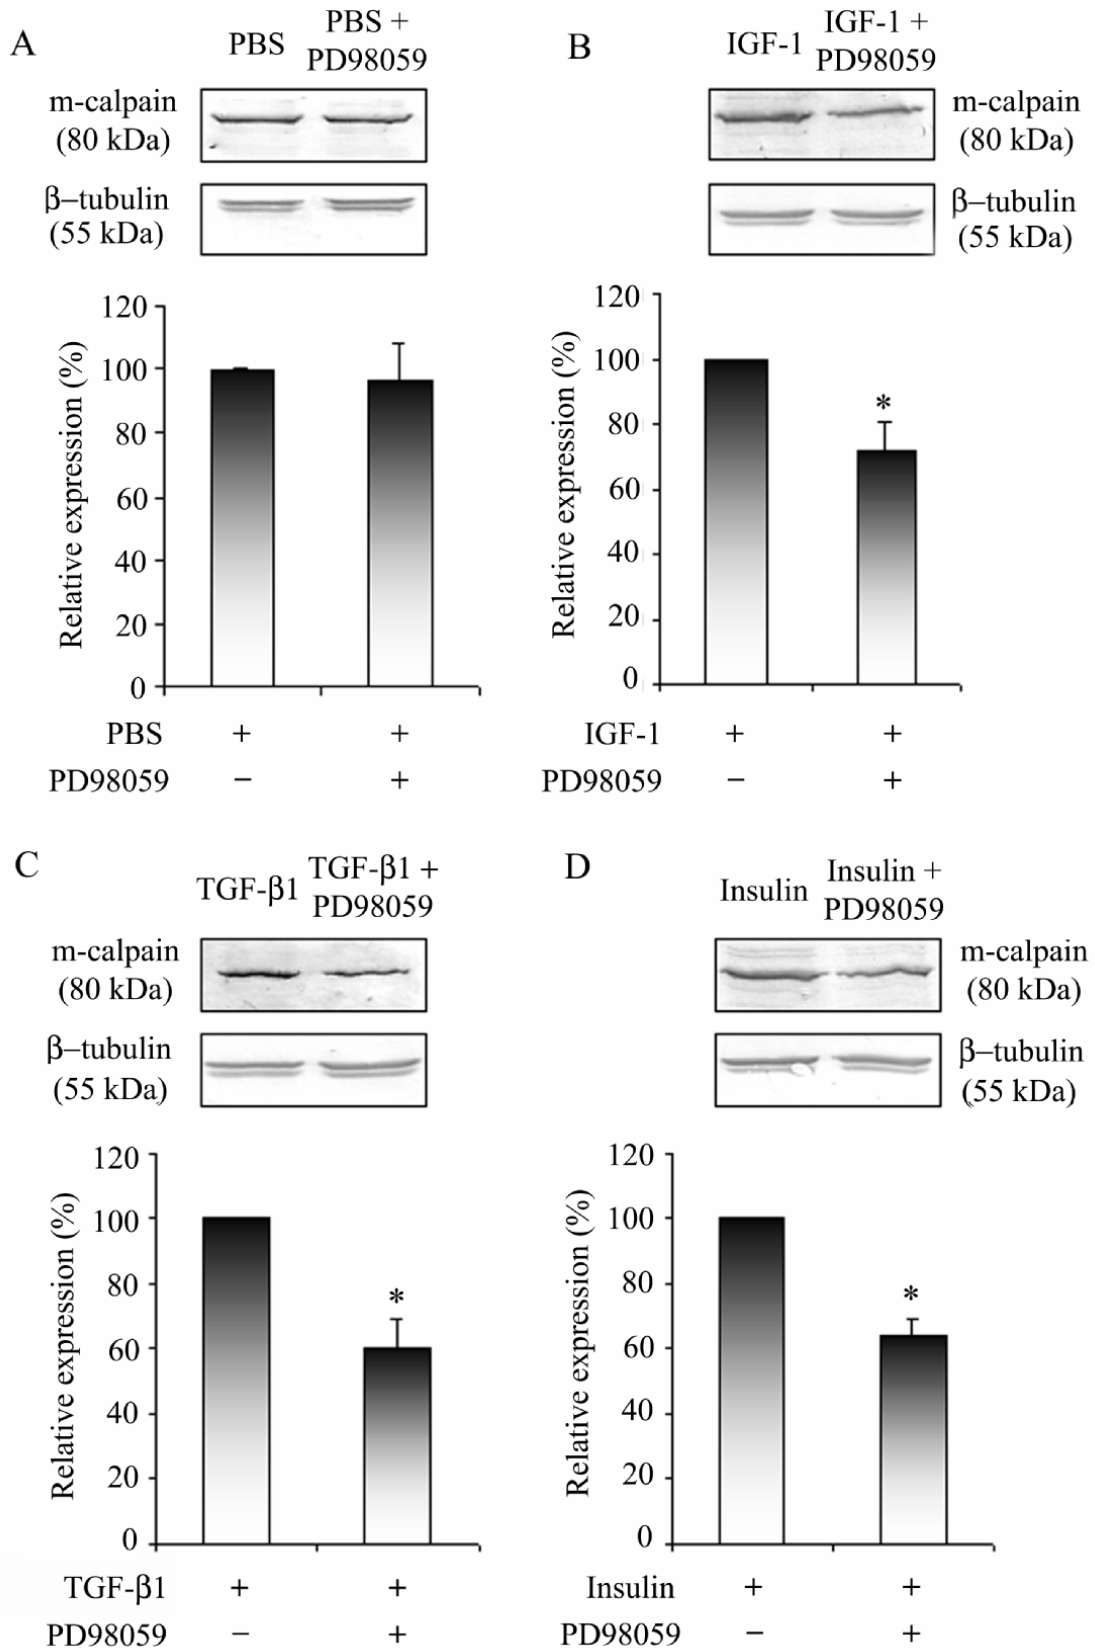 A
PBS
PBS +
PD98059
m-calpain
(80 kDa)
β–tubulin
(55 kDa)
120
100
80
60
40
20
0
Relative expression (%)
PBS + +
PD98059 – +
B
IGF-1
IGF-1 +
PD98059
m-calpain
(80 kDa)
β–tubulin
(55 kDa)
120
100
80
60
40
20
0
Relative expression (%)
*
IGF-1 + +
PD98059 – +
C
TGF-β1
TGF-β1 +
PD98059
m-calpain
(80 kDa)
β–tubulin
(55 kDa)
120
100
80
60
40
20
0
Relative expression (%)
*
TGF-β1 + +
PD98059 – +
D
Insulin
Insulin +
PD98059
m-calpain
(80 kDa)
β–tubulin
(55 kDa)
120
100
80
60
40
20
0
Relative expression (%)
*
Insulin + +
PD98059 – +